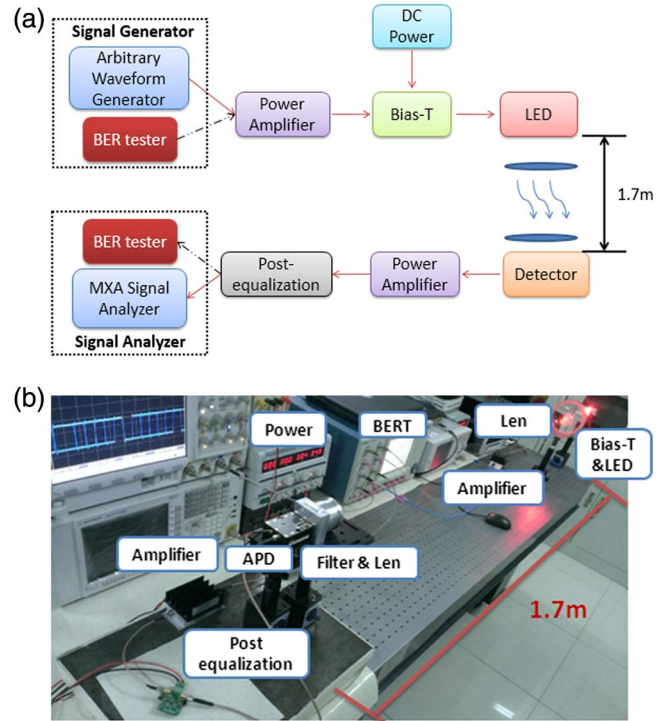 (a)
Signal Generator
Arbitrary
Waveform
Generator
BER tester
Power
Amplifier
DC
Power
Bias-T
LED
1.7m
BER tester
MXA Signal
Analyzer
Signal Analyzer
Post-
equalization
Power
Amplifier
Detector
(b)
Power
BERT
Len
Bias-T
&LED
Amplifier
Amplifier
APD
Filter & Len
1.7m
Post
equalization